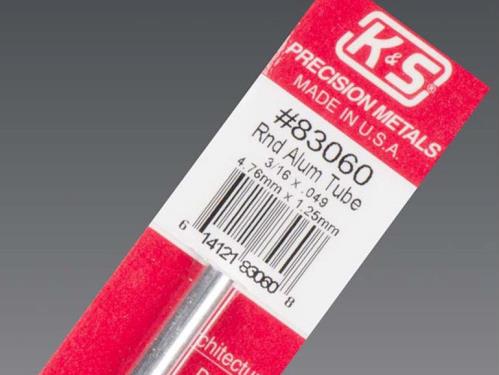 K&S®
PRECISION METALS
MADE IN U.S.A.
#83060
Rnd Alum Tube
3/16 x .049
4.76mm x 1.25mm
6 14121 83060 8